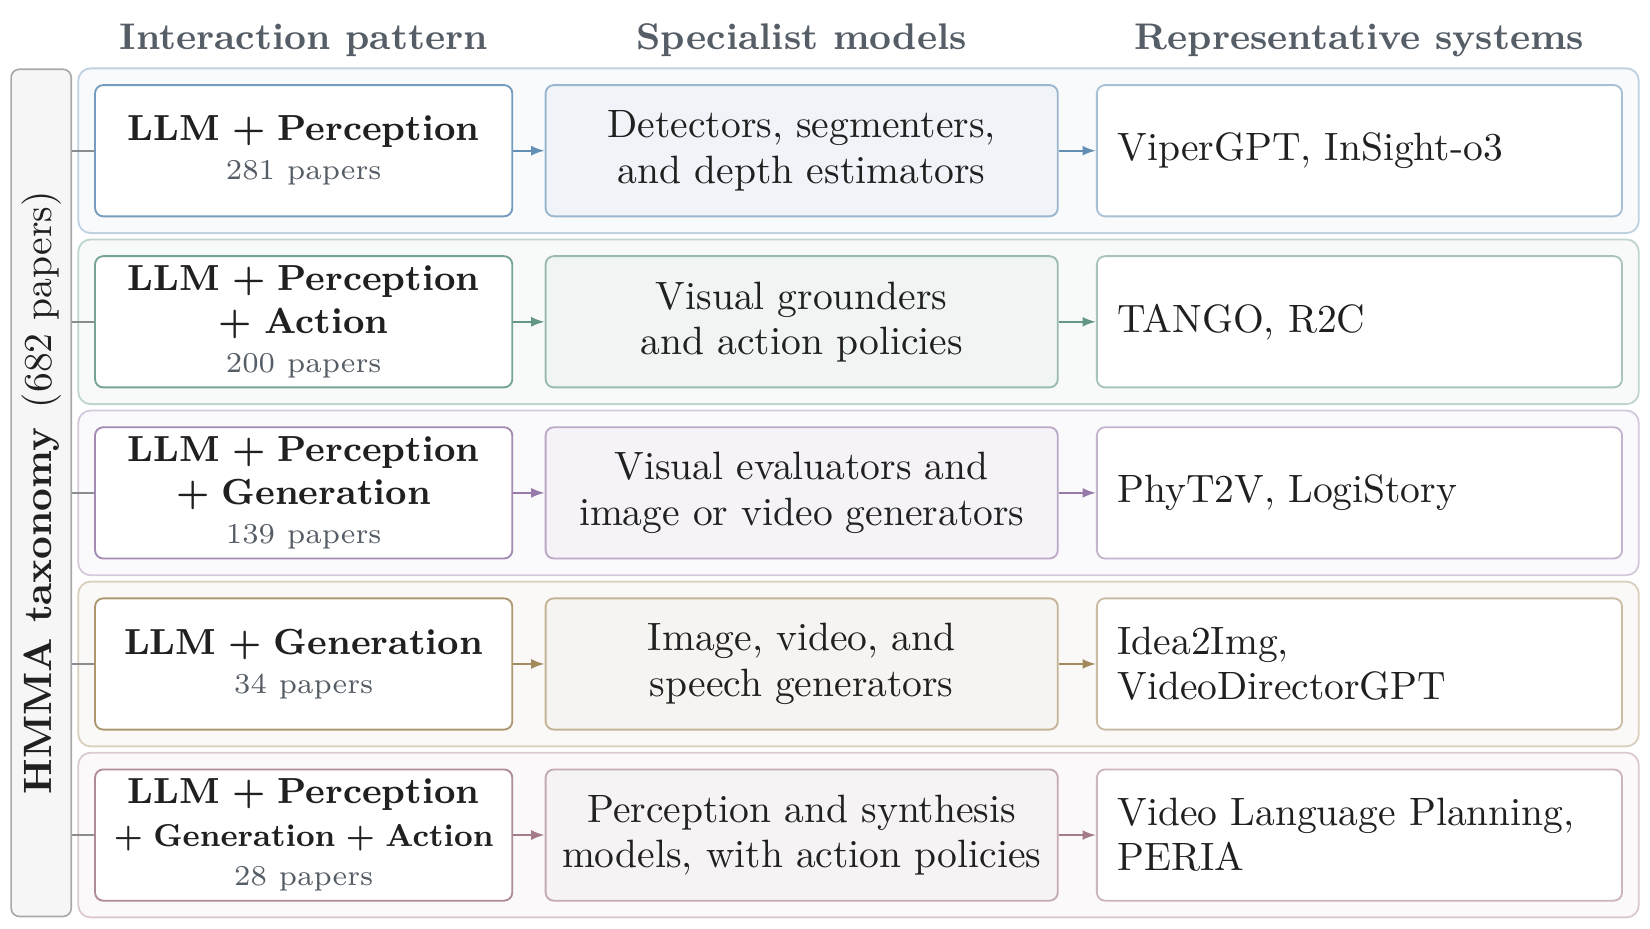 Interaction pattern
Specialist models
Representative systems
HMMA taxonomy (682 papers)
LLM + Perception
281 papers
Detectors, segmenters,
and depth estimators
ViperGPT, InSight-o3
LLM + Perception
+ Action
200 papers
Visual grounders
and action policies
TANGO, R2C
LLM + Perception
+ Generation
139 papers
Visual evaluators and
image or video generators
PhyT2V, LogiStory
LLM + Generation
34 papers
Image, video, and
speech generators
Idea2Img,
VideoDirectorGPT
LLM + Perception
+ Generation + Action
28 papers
Perception and synthesis
models, with action policies
Video Language Planning,
PERIA